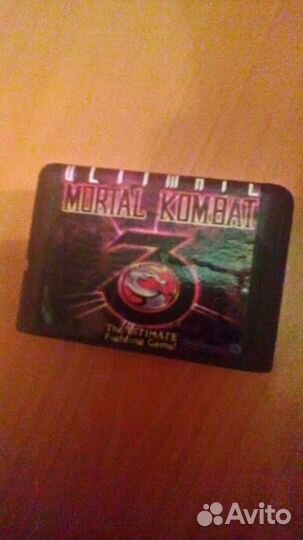 ULTIMATE
MORTAL KOMBAT
3
The ULTIMATE
Fighting Game!
Avito